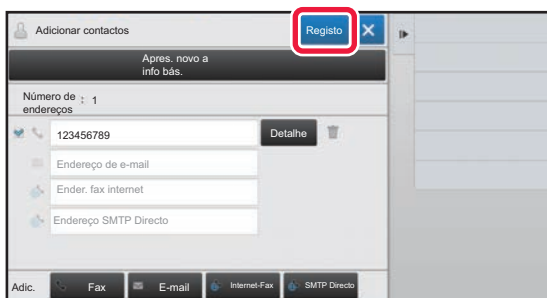 Adicionar contactos
Registo
Apres. novo a
info bás.
Número de : 1
endereços
123456789
Detalhe
Endereço de e-mail
Ender. fax internet
Endereço SMTP Directo
Adic.
Fax
E-mail
Internet-Fax
SMTP Directo